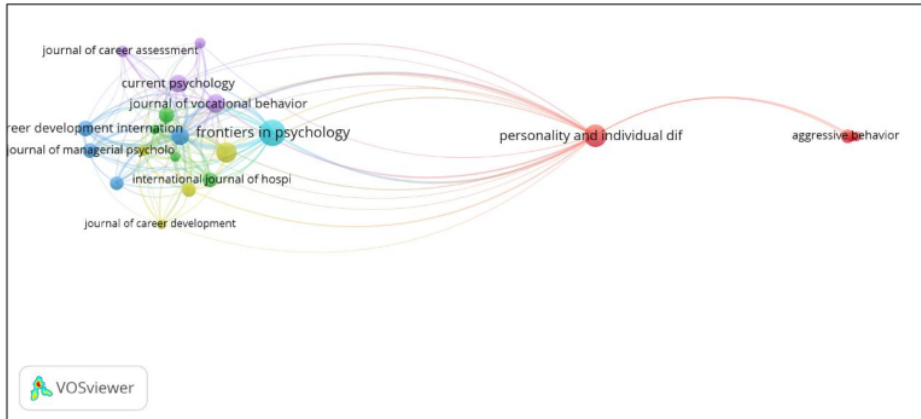 journal of career assessment
current psychology
journal of vocational behavior
reer development internation
frontiers in psychology
personality and individual dif
aggressive behavior
journal of managerial psycholo
international journal of hospi
journal of career development
VOSviewer